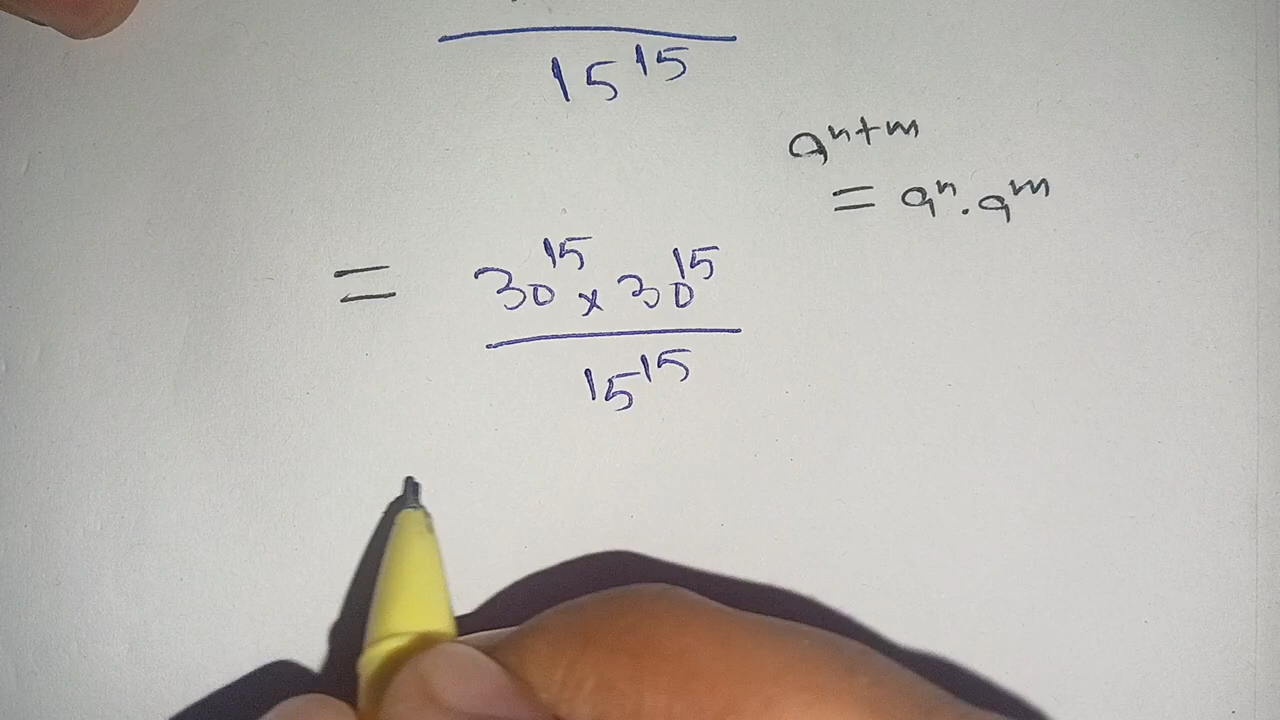 15^15
a^n+m
= a^n . a^m
= 30^15 × 30^15
15^15